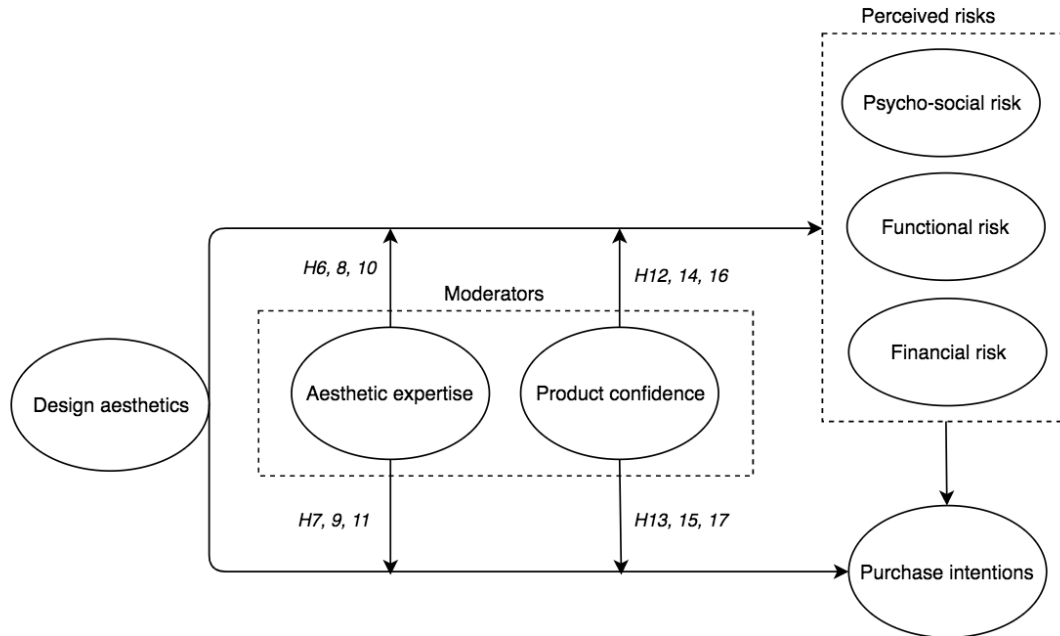 Perceived risks
Psycho-social risk
Functional risk
H6, 8, 10
H12, 14, 16
Moderators
Financial risk
Aesthetic expertise
Product confidence
Design aesthetics
H7, 9, 11
H13, 15, 17
Purchase intentions